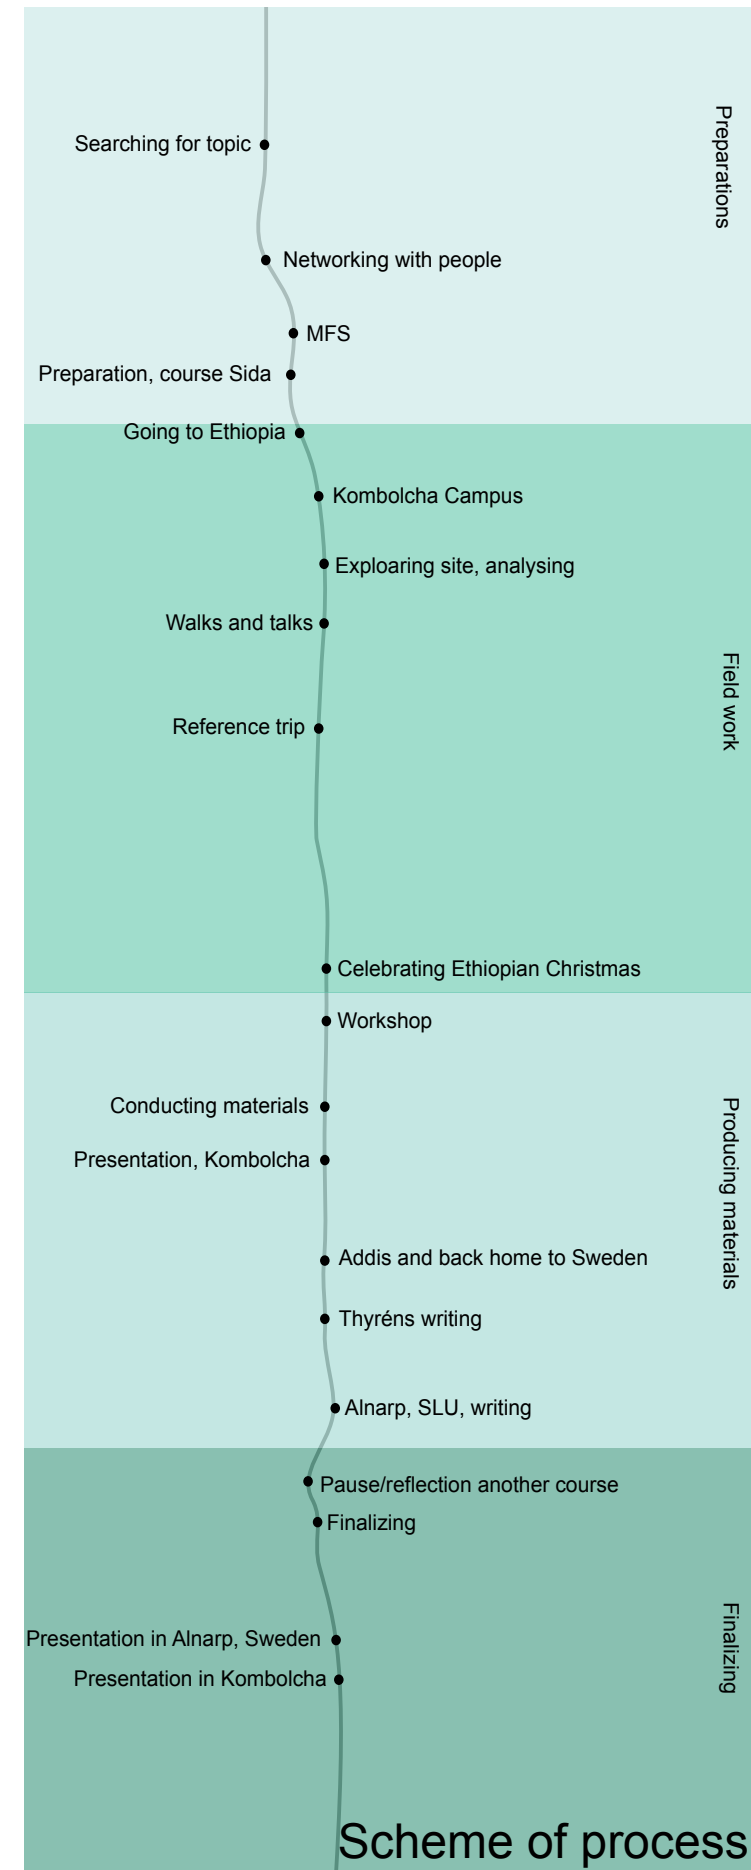 Preparations
Searching for topic
Networking with people
MFS
Preparation, course Sida
Going to Ethiopia
Kombolcha Campus
Exploaring site, analysing
Walks and talks
Field work
Reference trip
Celebrating Ethiopian Christmas
Workshop
Conducting materials
Presentation, Kombolcha
Producing materials
Addis and back home to Sweden
Thyréns writing
Alnarp, SLU, writing
Pause/reflection another course
Finalizing
Finalizing
Presentation in Alnarp, Sweden
Presentation in Kombolcha
Scheme of process